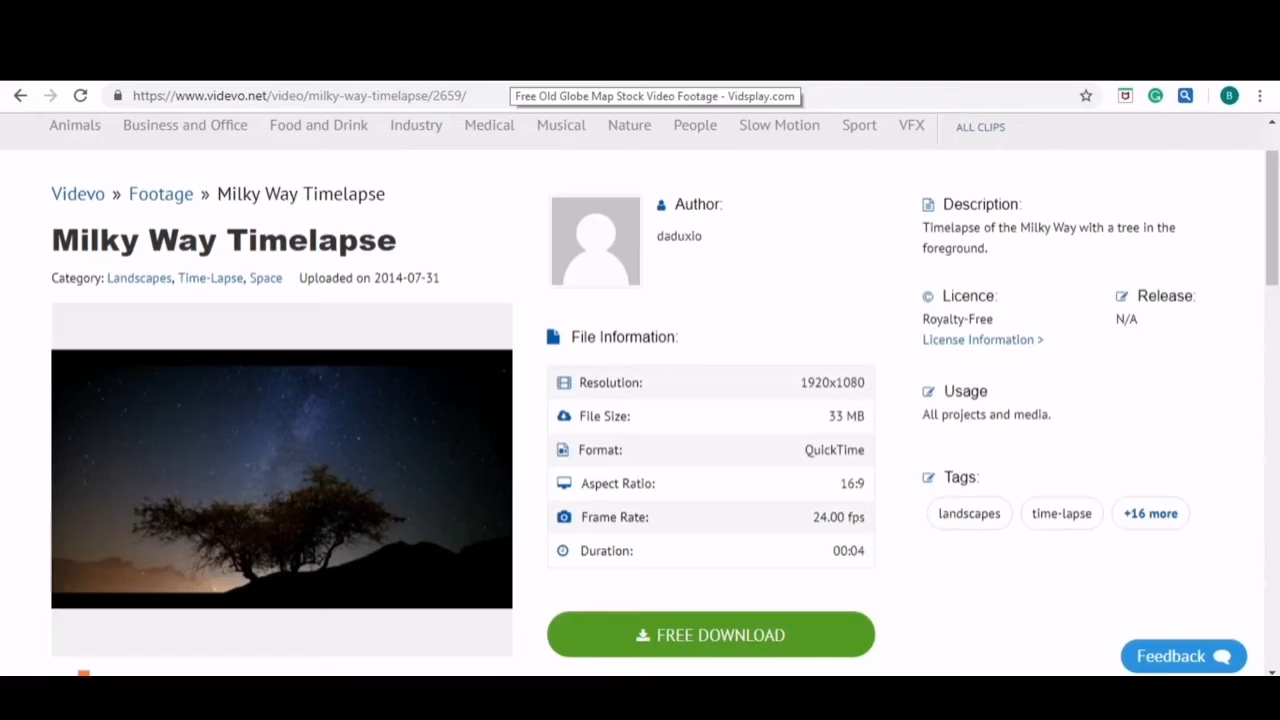 https://www.videvo.net/video/milky-way-timelapse/2659/
Free Old Globe Map Stock Video Footage - Vidsplay.com
B
Animals Business and Office Food and Drink Industry Medical Musical Nature People Slow Motion Sport VFX ALL CLIPS
Videvo » Footage » Milky Way Timelapse
Milky Way Timelapse
Category: Landscapes, Time-Lapse, Space Uploaded on 2014-07-31
Author:
daduxio
File Information:
Resolution: 1920x1080
File Size: 33 MB
Format: QuickTime
Aspect Ratio: 16:9
Frame Rate: 24.00 fps
Duration: 00:04
FREE DOWNLOAD
Description:
Timelapse of the Milky Way with a tree in the
foreground.
Licence: Release:
Royalty-Free N/A
License Information >
Usage
All projects and media.
Tags:
landscapes time-lapse +16 more
Feedback